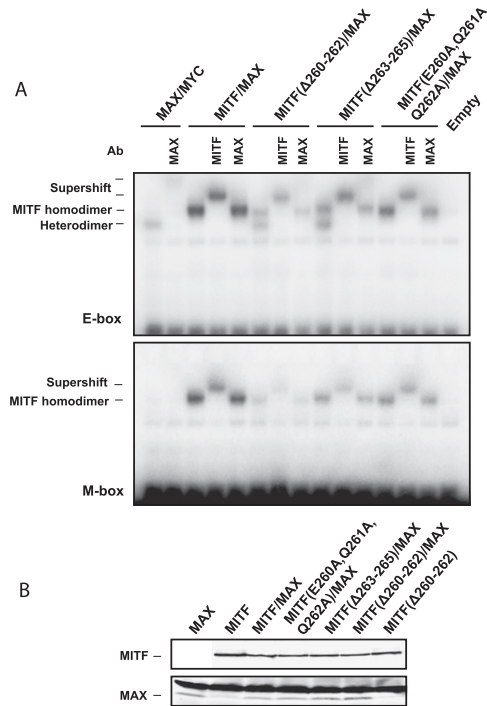 A
MAX/MYC
MITF/MAX
MITF(Δ260-262)/MAX
MITF(Δ263-265)/MAX
MITF(E260A, Q261A
Q262A)/MAX
Empty
Ab
MAX
MITF
MAX
MITF
MAX
MITF
MAX
MITF
MAX
Supershift
MITF homodimer
Heterodimer
E-box
Supershift
MITF homodimer
M-box
B
MAX
MITF
MITF/MAX
MITF(E260A, Q261A,
Q262A)/MAX
MITF(Δ263-265)/MAX
MITF(Δ260-262)/MAX
MITF(Δ260-262)
MITF
MAX